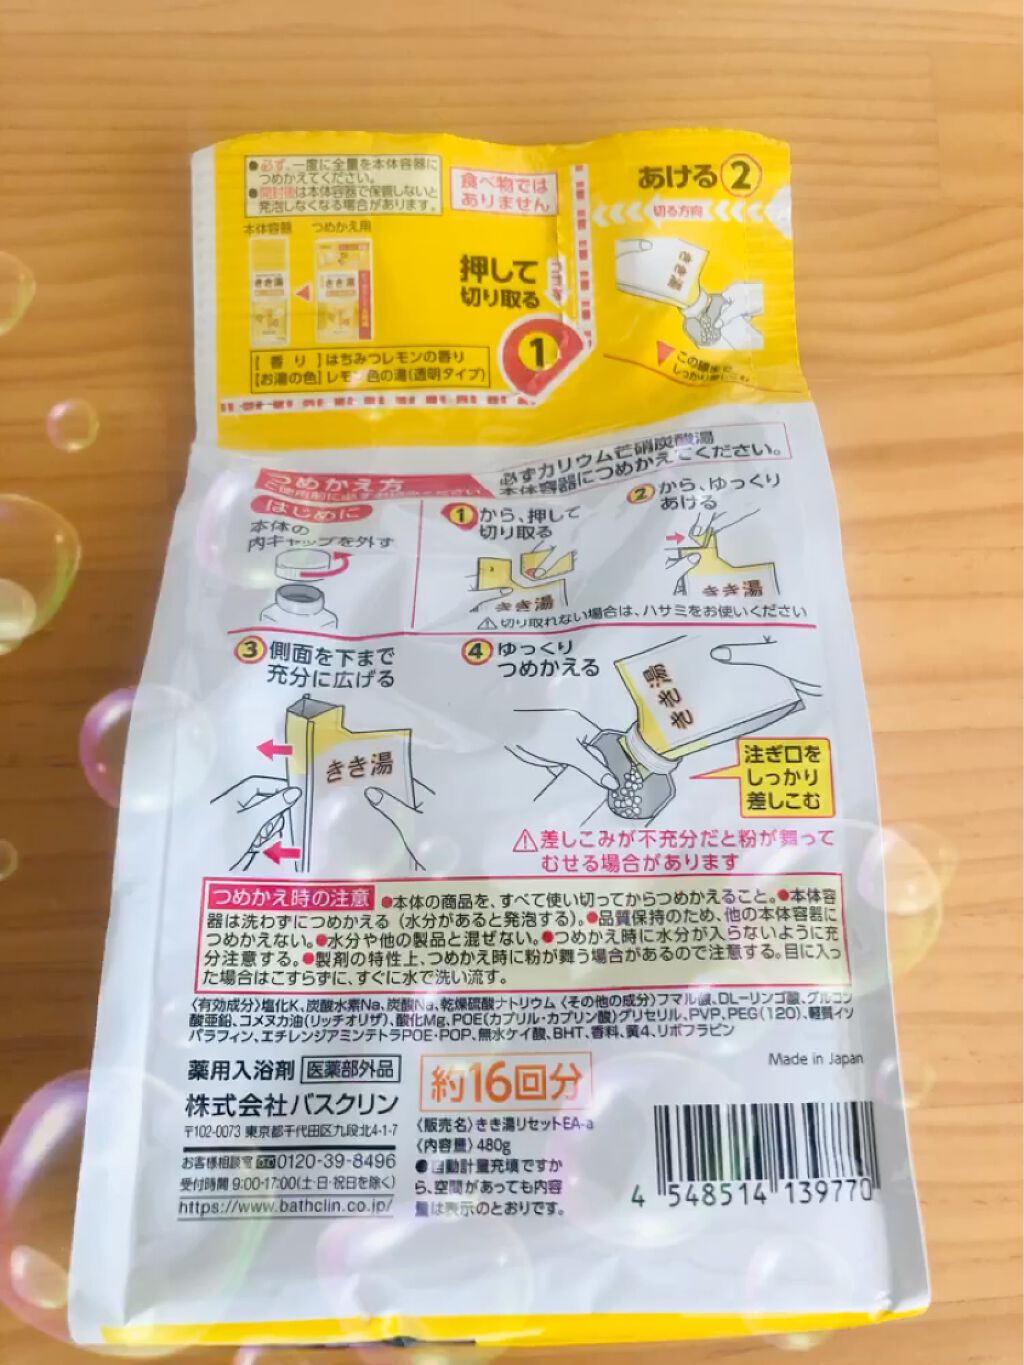 ●必ず、一度に全量を本体容器に
つめかえてください。
●開封後は本体容器で保管しないと
発泡しなくなる場合があります。
食べ物では
ありません
本体容器 つめかえ用
きき湯 きき湯
押して
切り取る
1
[香り]はちみつレモンの香り
[お湯の色]レモン色の湯(透明タイプ)
あける2
切る方向
きき湯
つめかえ方
必ずカリウム芒硝炭酸湯
本体容器につめかえてください。
はじめに
本体の
内キャップを外す
1から、押して
切り取る
きき湯
2から、ゆっくり
あける
きき湯
⚠切り取れない場合は、ハサミをお使いください
3側面を下まで
充分に広げる
きき湯
4ゆっくり
つめかえる
きき湯
注ぎ口を
しっかり
差しこむ
⚠差しこみが不充分だと粉が舞って
むせる場合があります
つめかえ時の注意 ●本体の商品を、すべて使い切ってからつめかえること。●本体容
器は洗わずにつめかえる(水分があると発泡する)。●品質保持のため、他の本体容器に
つめかえない。●水分や他の製品と混ぜない。●つめかえ時に水分が入らないように充
分注意する。●製剤の特性上、つめかえ時に粉が舞う場合があるので注意する。目に入っ
た場合はこすらずに、すぐに水で洗い流す。
〈有効成分〉塩化K、炭酸水素Na、炭酸Na、乾燥硫酸ナトリウム〈その他の成分〉フマル酸、DL-リンゴ酸、グルコン
酸亜鉛、コメヌカ油(リッチオリザ)、酸化Mg、POE(カプリル・カプリン酸)グリセリル、PVP、PEG(120)、軽質イソ
パラフィン、エチレンジアミンテトラPOE・POP、無水ケイ酸、BHT、香料、黄4、リボフラビン
Made in Japan
薬用入浴剤 医薬部外品
株式会社バスクリン
〒102-0073 東京都千代田区九段北4-1-7
お客様相談室 0120-39-8496
受付時間 9:00-17:00(土・日・祝日を除く)
https://www.bathclin.co.jp/
約16回分
〈販売名〉きき湯リセットEA-a
〈内容量〉480g
●自動計量充填ですか
ら、空間があっても内容
量は表示のとおりです。
4 548514 139770